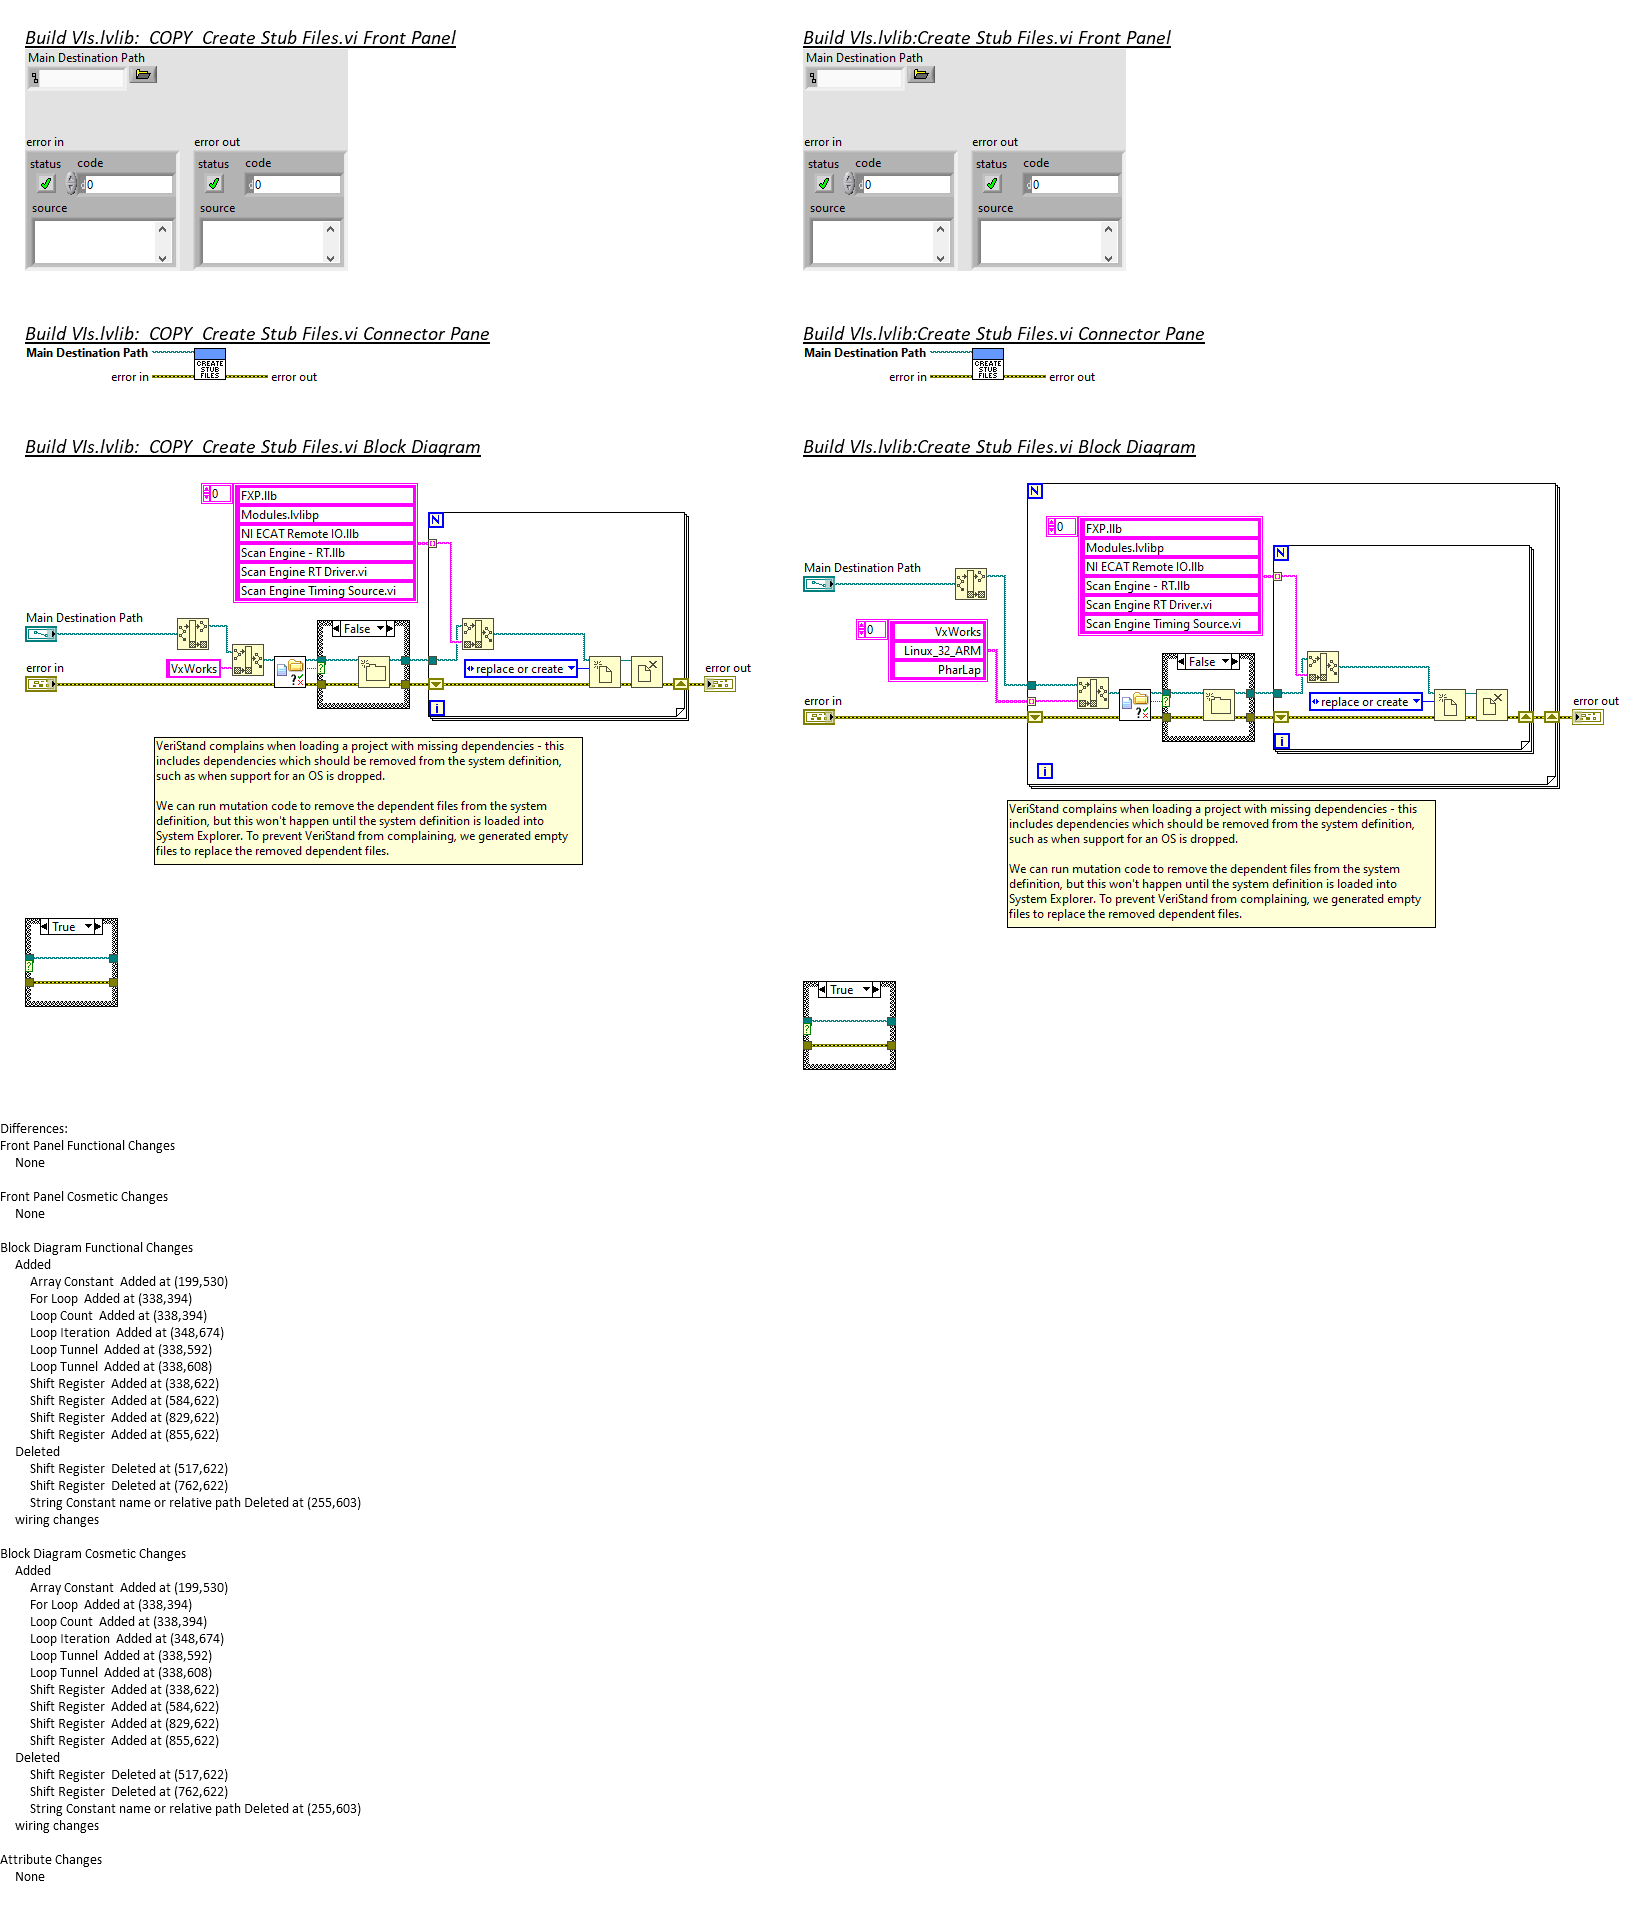 Build VIs.lvlib:  COPY  Create Stub Files.vi Front Panel
Main Destination Path
error in
error out
status
code
status
code
0
0
source
source
Build VIs.lvlib:Create Stub Files.vi Front Panel
Main Destination Path
error in
error out
status
code
status
code
0
0
source
source
Build VIs.lvlib:  COPY  Create Stub Files.vi Connector Pane
Main Destination Path
CREATE
STUB
FILES
error in
error out
Build VIs.lvlib:Create Stub Files.vi Connector Pane
Main Destination Path
CREATE
STUB
FILES
error in
error out
Build VIs.lvlib:  COPY  Create Stub Files.vi Block Diagram
0
FXP.llb
Modules.lvlibp
NI ECAT Remote IO.llb
Scan Engine - RT.llb
Scan Engine RT Driver.vi
Scan Engine Timing Source.vi
N
Main Destination Path
False
error in
VxWorks
?
replace or create
error out
i
VeriStand complains when loading a project with missing dependencies - this
includes dependencies which should be removed from the system definition,
such as when support for an OS is dropped.
We can run mutation code to remove the dependent files from the system
definition, but this won't happen until the system definition is loaded into
System Explorer. To prevent VeriStand from complaining, we generated empty
files to replace the removed dependent files.
True
?
Build VIs.lvlib:Create Stub Files.vi Block Diagram
N
0
FXP.llb
Modules.lvlibp
NI ECAT Remote IO.llb
Scan Engine - RT.llb
Scan Engine RT Driver.vi
Scan Engine Timing Source.vi
N
Main Destination Path
0
VxWorks
Linux_32_ARM
PharLap
False
error in
?
replace or create
error out
i
i
VeriStand complains when loading a project with missing dependencies - this
includes dependencies which should be removed from the system definition,
such as when support for an OS is dropped.
We can run mutation code to remove the dependent files from the system
definition, but this won't happen until the system definition is loaded into
System Explorer. To prevent VeriStand from complaining, we generated empty
files to replace the removed dependent files.
True
?
Differences:
Front Panel Functional Changes
None
Front Panel Cosmetic Changes
None
Block Diagram Functional Changes
Added
Array Constant  Added at (199,530)
For Loop  Added at (338,394)
Loop Count  Added at (338,394)
Loop Iteration  Added at (348,674)
Loop Tunnel  Added at (338,592)
Loop Tunnel  Added at (338,608)
Shift Register  Added at (338,622)
Shift Register  Added at (584,622)
Shift Register  Added at (829,622)
Shift Register  Added at (855,622)
Deleted
Shift Register  Deleted at (517,622)
Shift Register  Deleted at (762,622)
String Constant name or relative path Deleted at (255,603)
wiring changes
Block Diagram Cosmetic Changes
Added
Array Constant  Added at (199,530)
For Loop  Added at (338,394)
Loop Count  Added at (338,394)
Loop Iteration  Added at (348,674)
Loop Tunnel  Added at (338,592)
Loop Tunnel  Added at (338,608)
Shift Register  Added at (338,622)
Shift Register  Added at (584,622)
Shift Register  Added at (829,622)
Shift Register  Added at (855,622)
Deleted
Shift Register  Deleted at (517,622)
Shift Register  Deleted at (762,622)
String Constant name or relative path Deleted at (255,603)
wiring changes
Attribute Changes
None